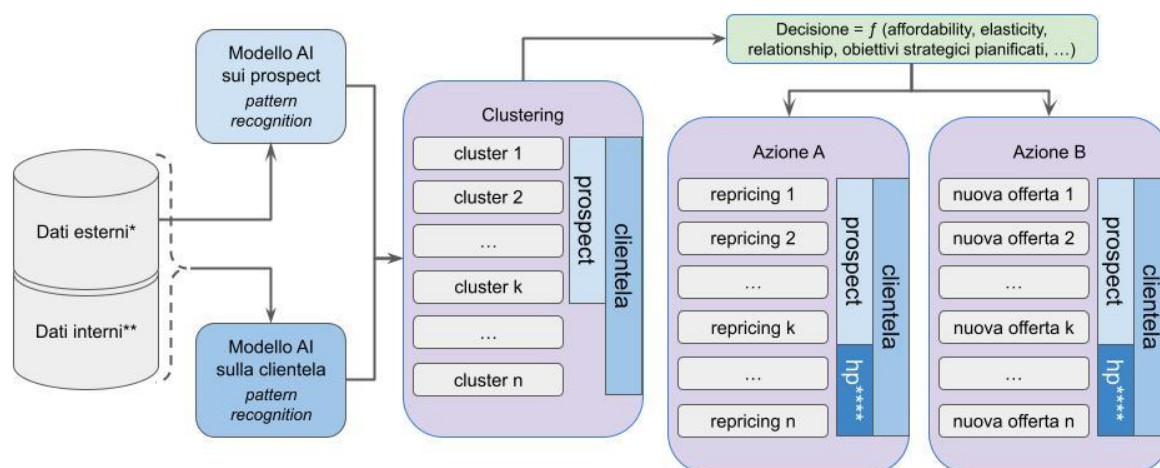 Modello AI
sui prospect
pattern
recognition
Dati esterni*
Dati interni**
Modello AI
sulla clientela
pattern
recognition
Clustering
cluster 1
cluster 2
...
cluster k
...
cluster n
prospect
clientela
Decisione = ƒ (affordability, elasticity,
relationship, obiettivi strategici pianificati, ...)
Azione A
repricing 1
repricing 2
...
repricing k
...
repricing n
prospect
hp****
clientela
Azione B
nuova offerta 1
nuova offerta 2
...
nuova offerta k
...
nuova offerta n
prospect
hp****
clientela